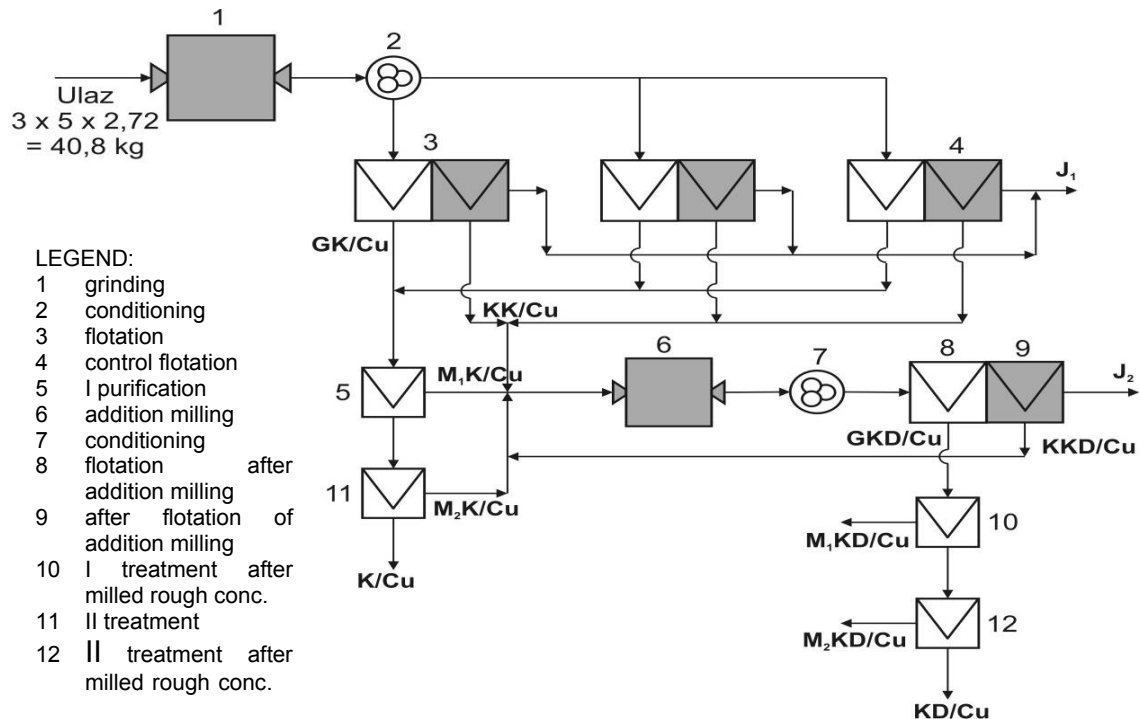 1
2
Ulaz
3 x 5 x 2,72
= 40,8 kg
3
4
J₁
GK/Cu
LEGEND:
1 grinding
2 conditioning
3 flotation
4 control flotation
5 I purification
6 addition milling
7 conditioning
8 flotation after
addition milling
9 after flotation of
addition milling
10 I treatment after
milled rough conc.
11 II treatment
12 II treatment after
milled rough conc.
KK/Cu
5
M₁K/Cu
6
7
8
9
J₂
GKD/Cu
KKD/Cu
11
M₂K/Cu
K/Cu
10
M₁KD/Cu
12
M₂KD/Cu
KD/Cu